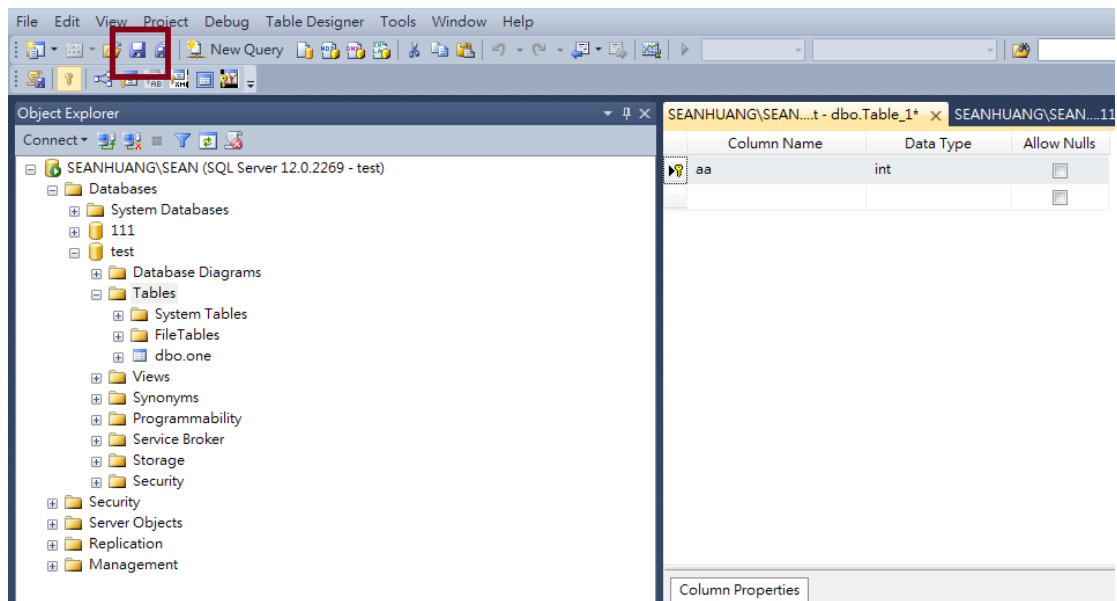 File Edit View Project Debug Table Designer Tools Window Help
New Query
Object Explorer
Connect
SEANHUANG\SEAN (SQL Server 12.0.2269 - test)
Databases
System Databases
111
test
Database Diagrams
Tables
System Tables
FileTables
dbo.one
Views
Synonyms
Programmability
Service Broker
Storage
Security
Security
Server Objects
Replication
Management
SEANHUANG\SEAN....t - dbo.Table_1* SEANHUANG\SEAN....11
Column Name Data Type Allow Nulls
aa int
Column Properties